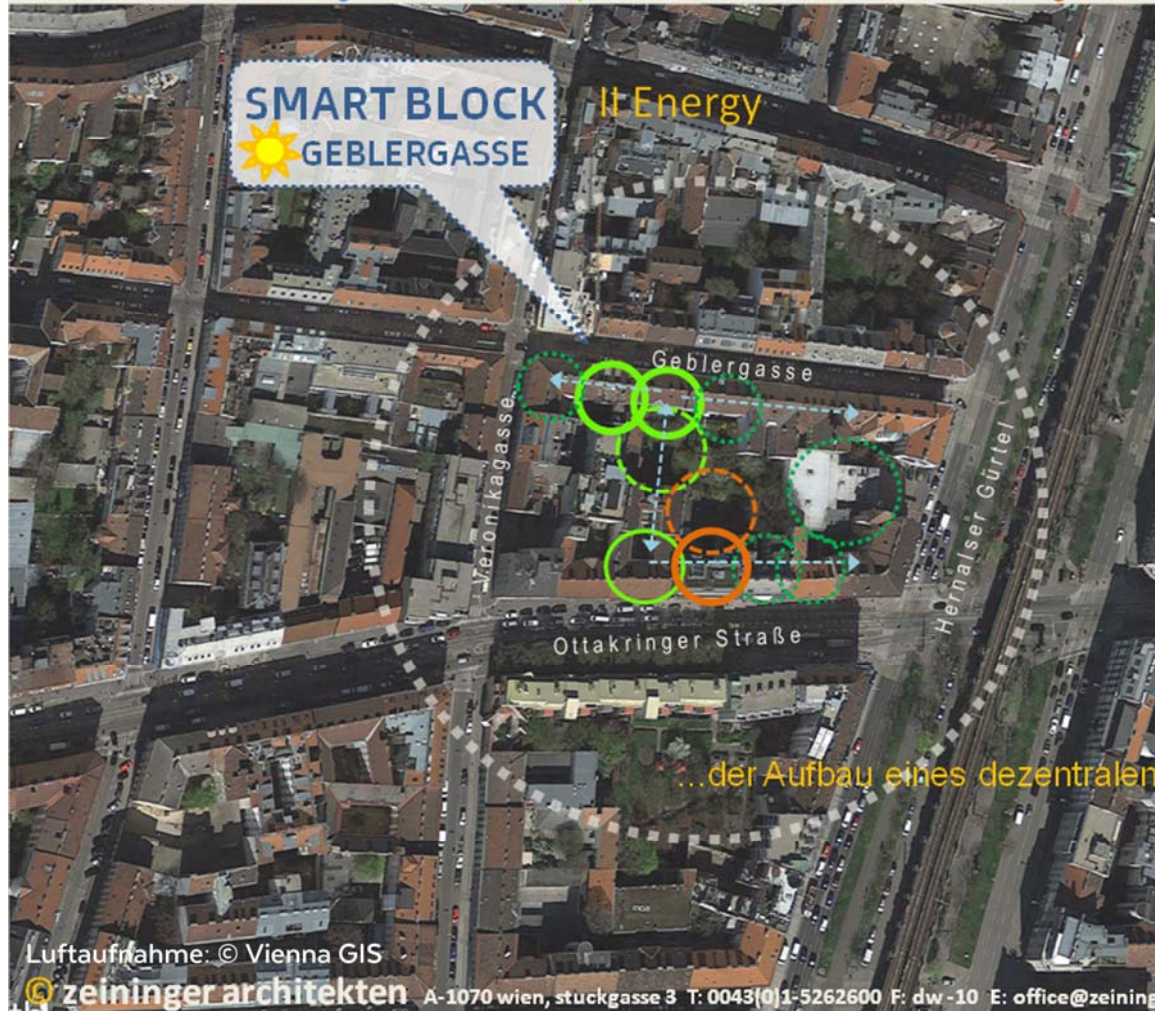 SMART BLOCK
GEBLERGASSE
II Energy
Geblergasse
Veronikagasse
Hernalser Gürtel
Ottakringer Straße
...der Aufbau eines dezentralen
Luftaufnahme: © Vienna GIS
© zeininger architekten A-1070 wien, stuckgasse 3 T: 0043(0)1-5262600 F: dw -10 E: office@zeining